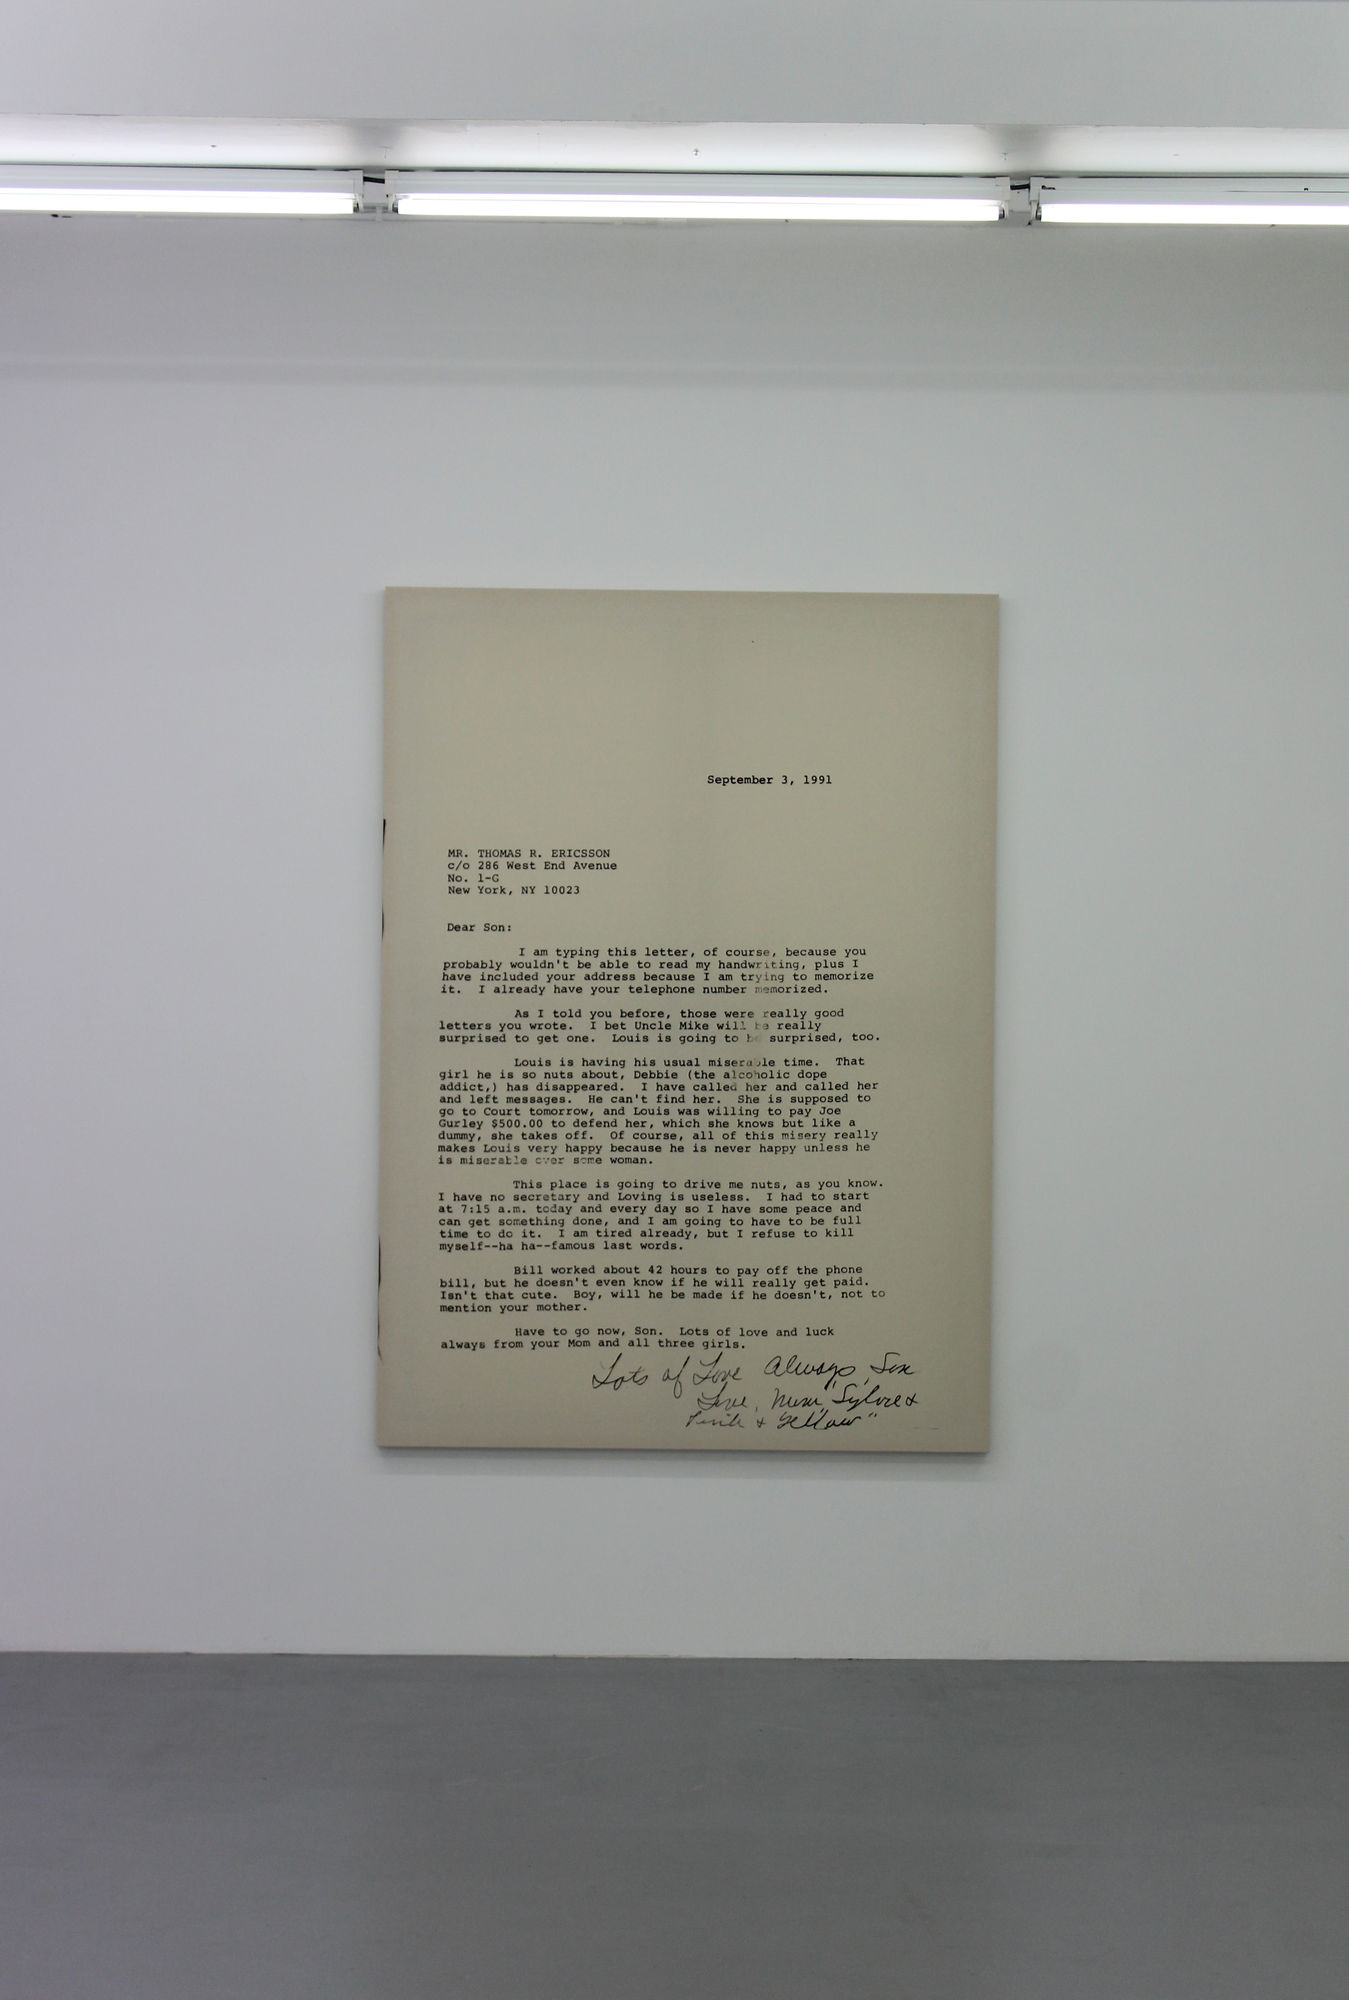 September 3, 1991
MR. THOMAS R. ERICSSON
c/o 286 West End Avenue
No. 1-G
New York, NY 10023
Dear Son:
I am typing this letter, of course, because you
probably wouldn't be able to read my handwriting, plus I
have included your address because I am trying to memorize
it. I already have your telephone number memorized.
As I told you before, those were really good
letters you wrote. I bet Uncle Mike will be really
surprised to get one. Louis is going to be surprised, too.
Louis is having his usual miserable time. That
girl he is so nuts about, Debbie (the alcoholic dope
addict,) has disappeared. I have called her and called her
and left messages. He can't find her. She is supposed to
go to Court tomorrow, and Louis was willing to pay Joe
Gurley $500.00 to defend her, which she knows but like a
dummy, she takes off. Of course, all of this misery really
makes Louis very happy because he is never happy unless he
is miserable over some woman.
This place is going to drive me nuts, as you know.
I have no secretary and Loving is useless. I had to start
at 7:15 a.m. today and every day so I have some peace and
can get something done, and I am going to have to be full
time to do it. I am tired already, but I refuse to kill
myself--ha ha--famous last words.
Bill worked about 42 hours to pay off the phone
bill, but he doesn't even know if he will really get paid.
Isn't that cute. Boy, will he be made if he doesn't, not to
mention your mother.
Have to go now, Son. Lots of love and luck
always from your Mom and all three girls.
Lots of Love Always, Son
Love, Mom,
& "Yellow"